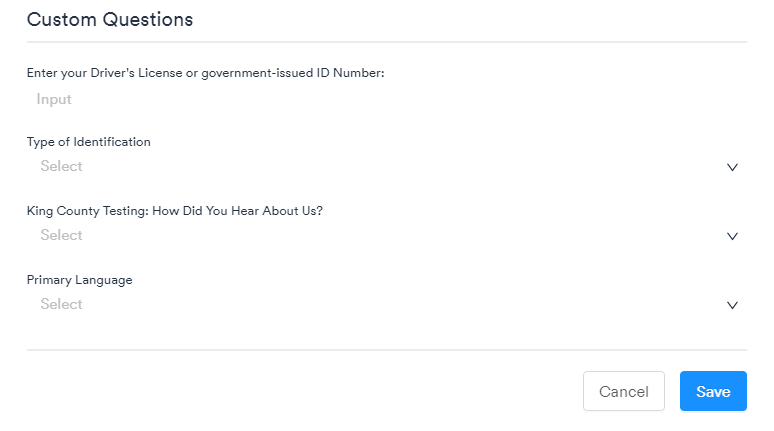 Custom Questions
Enter your Driver's License or government-issued ID Number:
Input
Type of Identification
Select
King County Testing: How Did You Hear About Us?
Select
Primary Language
Select
Cancel Save